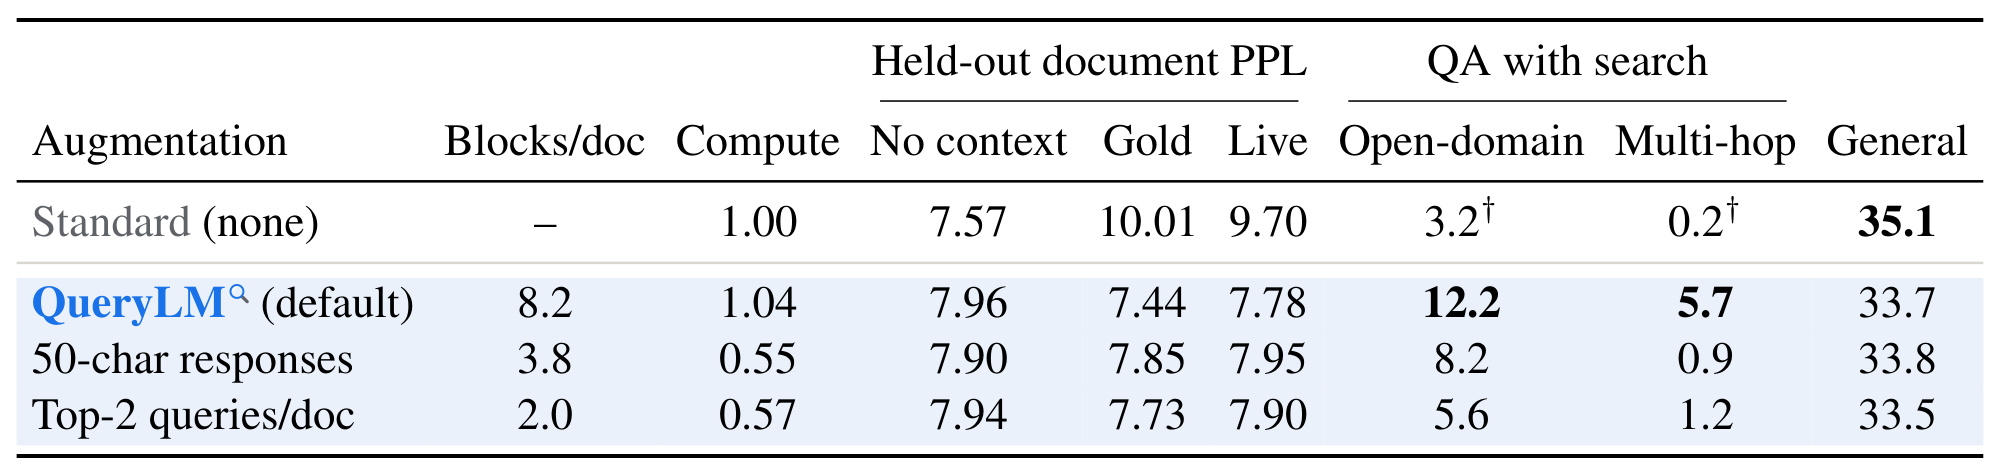 Held-out document PPL QA with search
Augmentation Blocks/doc Compute No context Gold Live Open-domain Multi-hop General
Standard (none) – 1.00 7.57 10.01 9.70 3.2† 0.2† 35.1
QueryLM (default) 8.2 1.04 7.96 7.44 7.78 12.2 5.7 33.7
50-char responses 3.8 0.55 7.90 7.85 7.95 8.2 0.9 33.8
Top-2 queries/doc 2.0 0.57 7.94 7.73 7.90 5.6 1.2 33.5